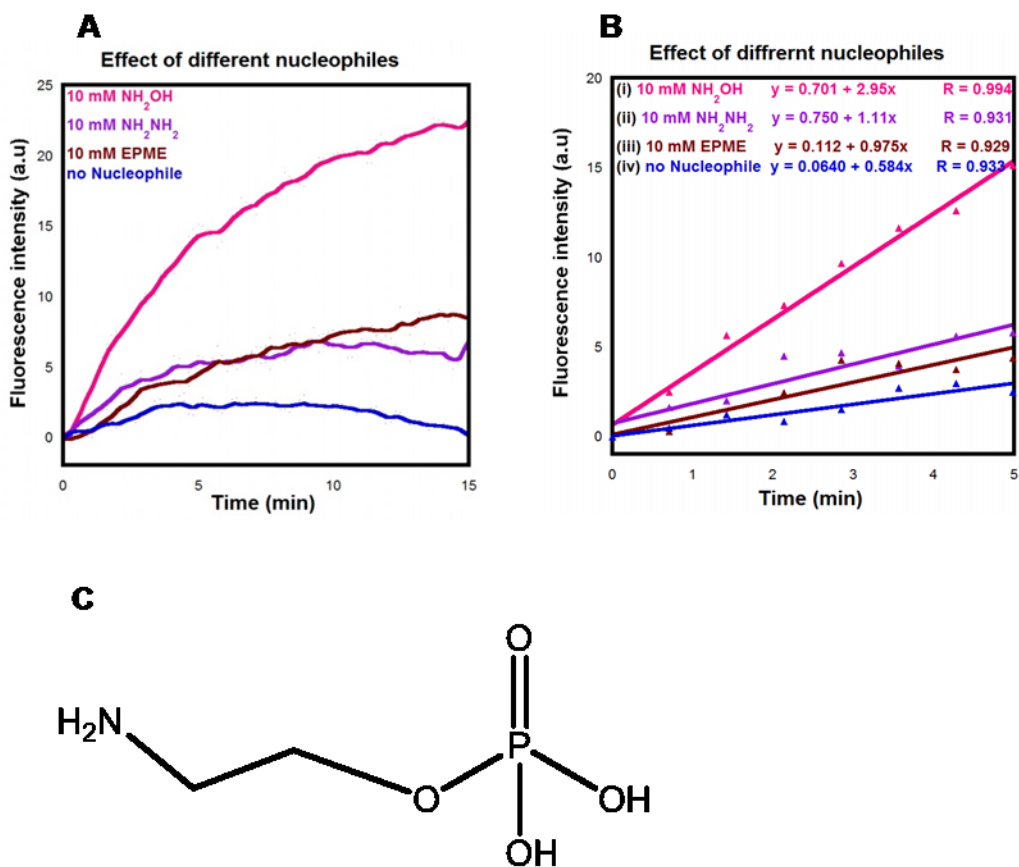 A
Effect of different nucleophiles
Fluorescence intensity (a.u)
25
20
15
10
5
0
10 mM NH2OH
10 mM NH2NH2
10 mM EPME
no Nucleophile
0 5 10 15
Time (min)
B
Effect of diffrernt nucleophiles
Fluorescence intensity (a.u)
20
15
10
5
0
(i) 10 mM NH2OH y = 0.701 + 2.95x R = 0.994
(ii) 10 mM NH2NH2 y = 0.750 + 1.11x R = 0.931
(iii) 10 mM EPME y = 0.112 + 0.975x R = 0.929
(iv) no Nucleophile y = 0.0640 + 0.584x R = 0.933
0 1 2 3 4 5
Time (min)
C
O
H2N
P
O
OH
OH